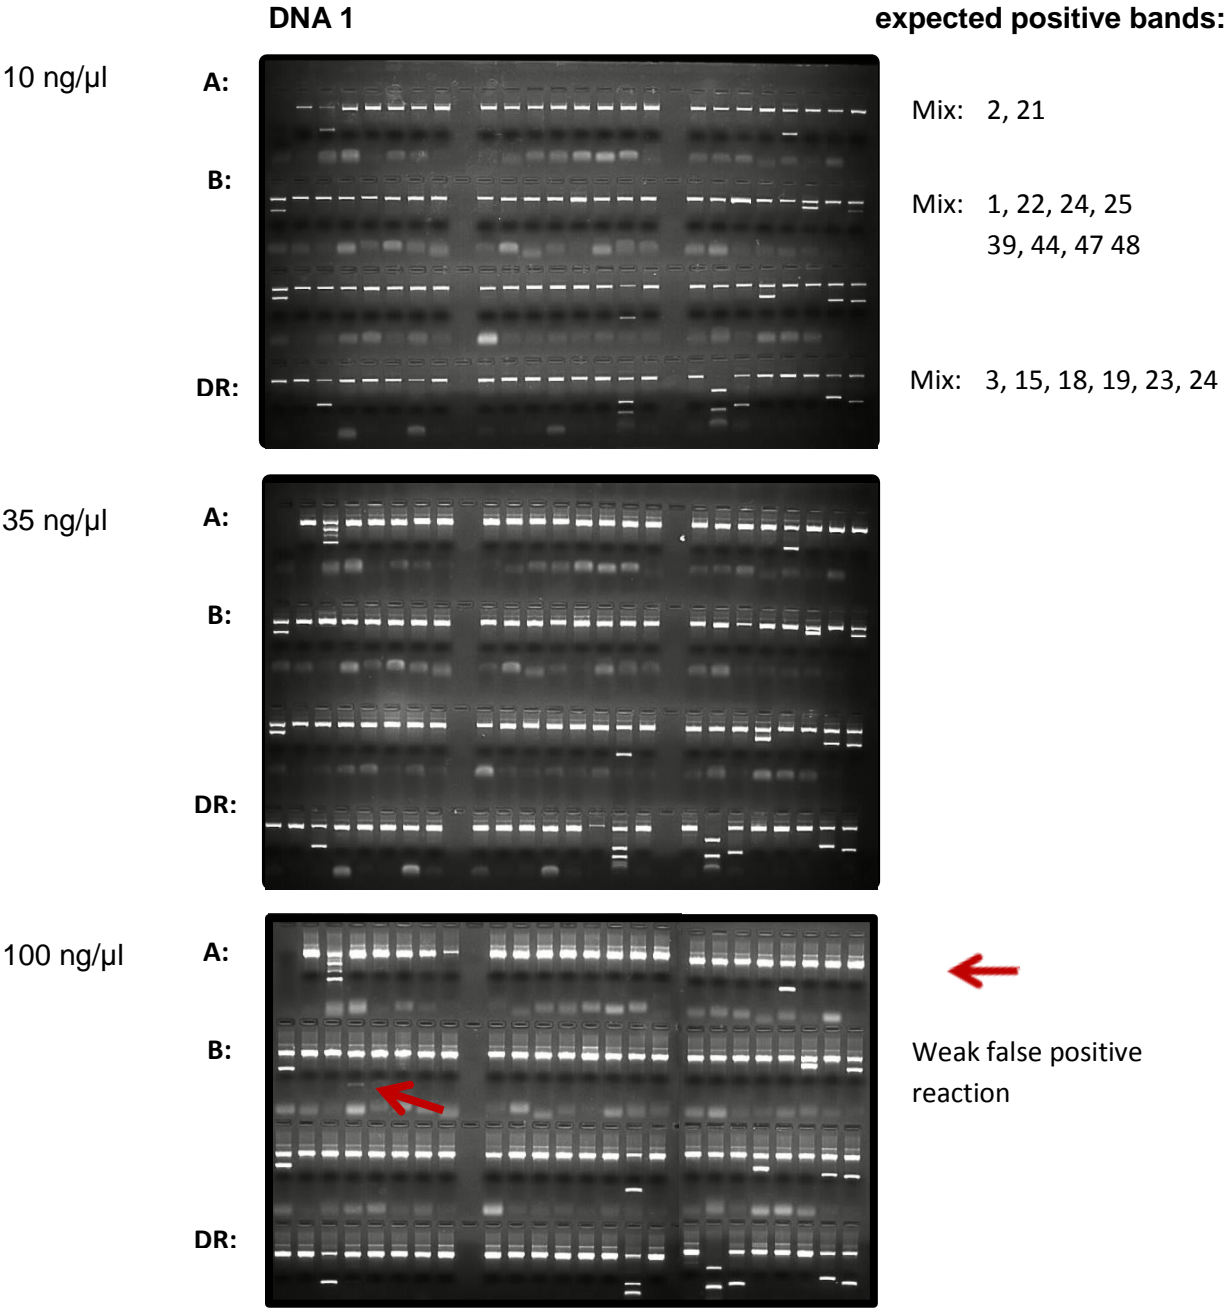 DNA 1
expected positive bands:
10 ng/µl
A:
Mix: 2, 21
B:
Mix: 1, 22, 24, 25
39, 44, 47 48
DR:
Mix: 3, 15, 18, 19, 23, 24
35 ng/µl
A:
B:
DR:
100 ng/µl
A:
B:
Weak false positive
reaction
DR: